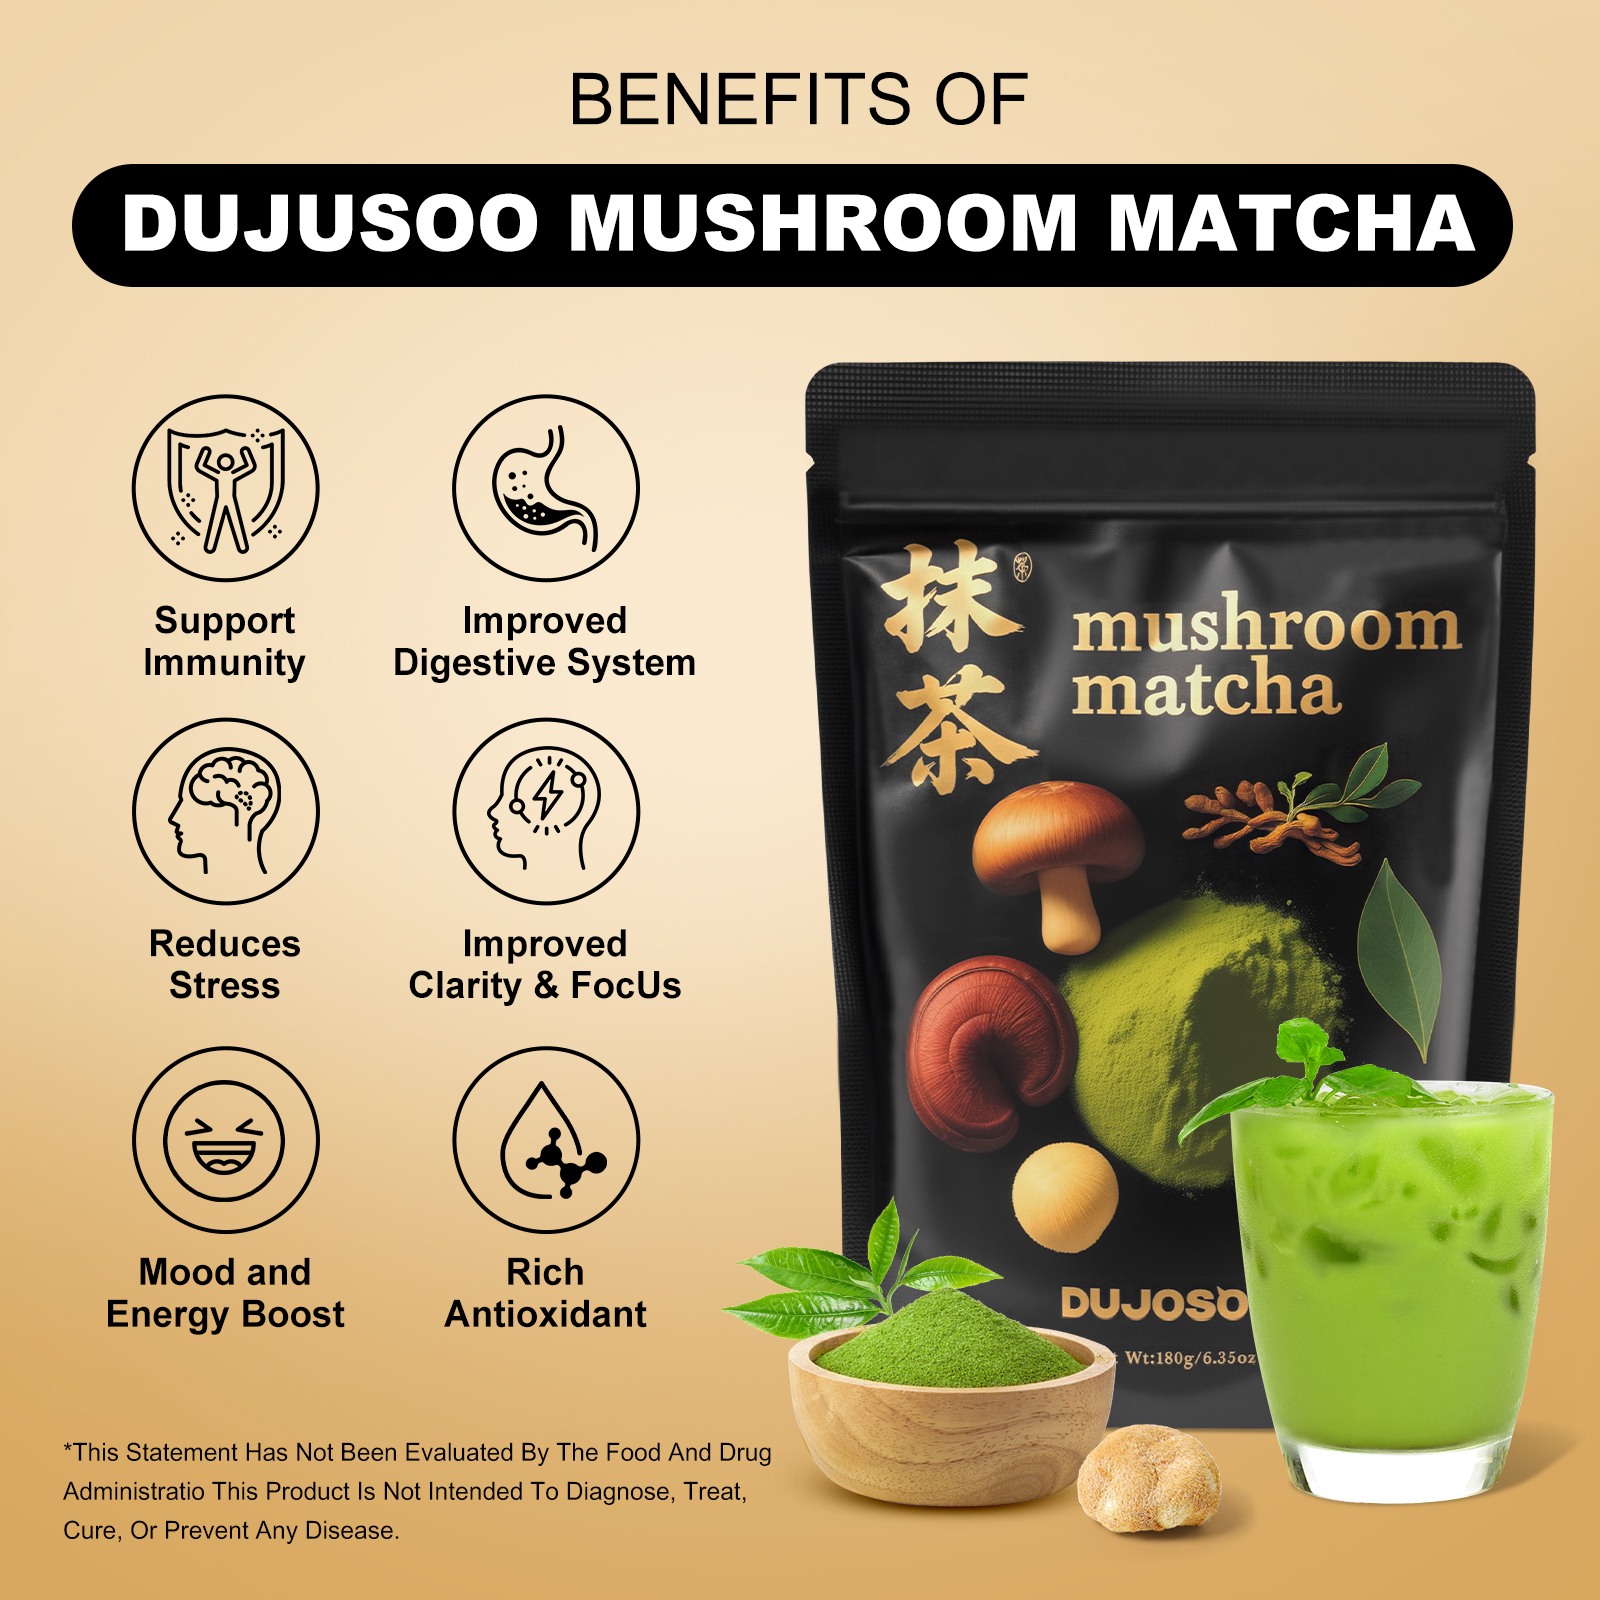 BENEFITS OF
DUJUSOO MUSHROOM MATCHA
Support
Immunity
Improved
Digestive System
Reduces
Stress
Improved
Clarity & FocUs
Mood and
Energy Boost
Rich
Antioxidant
*This Statement Has Not Been Evaluated By The Food And Drug
Administratio This Product Is Not Intended To Diagnose, Treat,
Cure, Or Prevent Any Disease.
抹
茶
mushroom
matcha
DUJOSO
Wt:180g/6.35oz